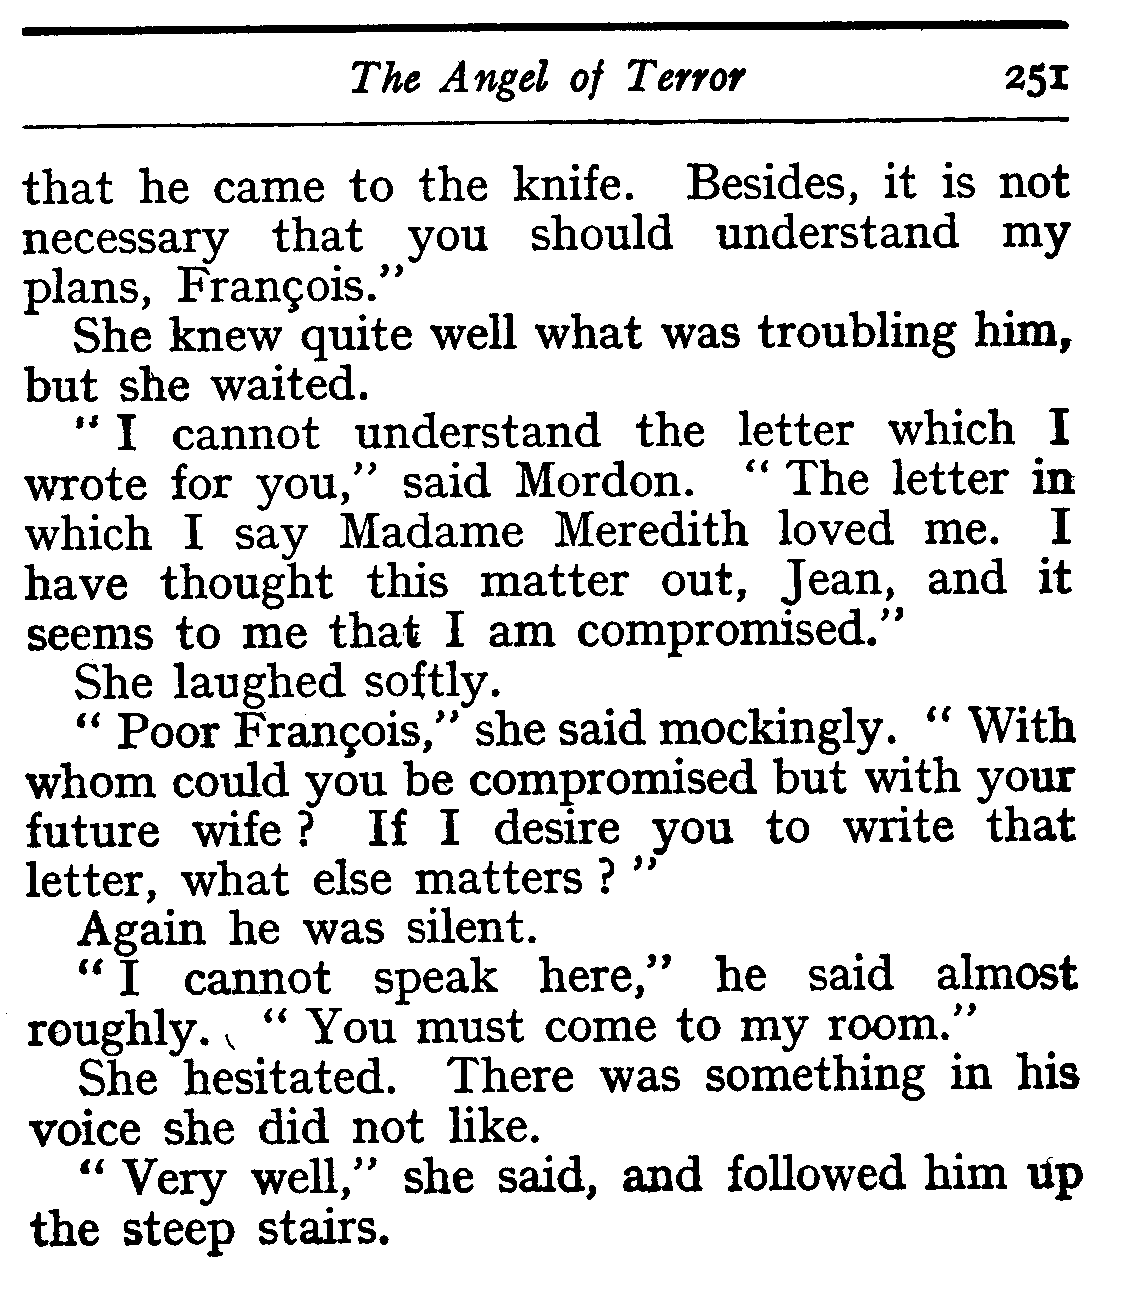 The Angel of Terror 251
that he came to the knife. Besides, it is not
necessary that you should understand my
plans, François.”
She knew quite well what was troubling him,
but she waited.
“ I cannot understand the letter which I
wrote for you,” said Mordon. “ The letter in
which I say Madame Meredith loved me. I
have thought this matter out, Jean, and it
seems to me that I am compromised.”
She laughed softly.
“ Poor François,” she said mockingly. “ With
whom could you be compromised but with your
future wife ? If I desire you to write that
letter, what else matters ? ”
Again he was silent.
“ I cannot speak here,” he said almost
roughly. “ You must come to my room.”
She hesitated. There was something in his
voice she did not like.
“ Very well,” she said, and followed him up
the steep stairs.